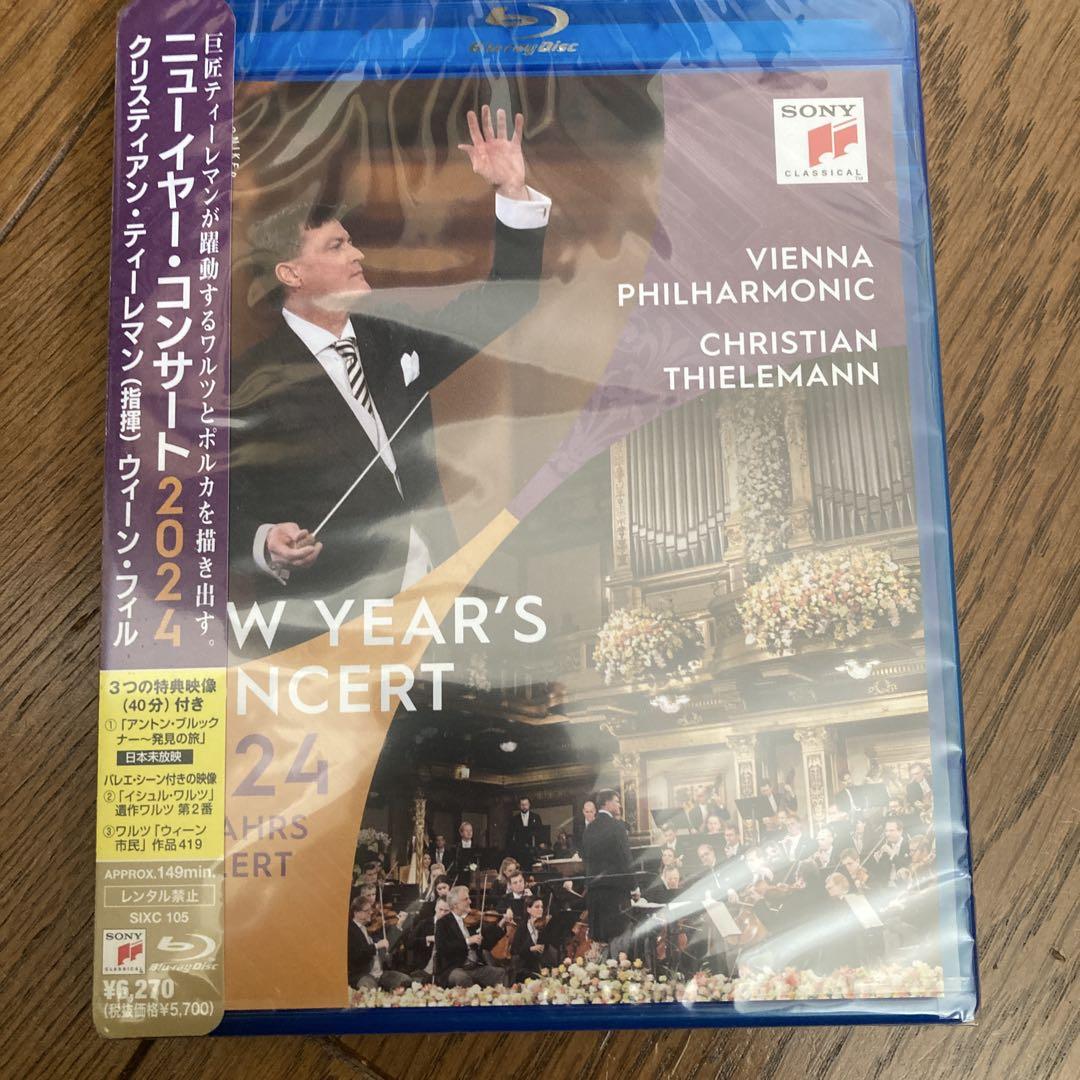 Blu-ray Disc
巨匠ティーレマンが躍動するワルツとポルカを描き出す。
ニューイヤー・コンサート2024
クリスティアン・ティーレマン(指揮) ウィーン・フィル
3つの特典映像
(40分)付き
①「アントン・ブルック
ナー〜発見の旅」
日本未放映
バレエ・シーン付きの映像
②「イシュル・ワルツ」
遺作ワルツ 第2番
③ワルツ「ウィーン
市民」作品419
APPROX.149min.
レンタル禁止
SIXC 105
SONY
CLASSICAL
Blu-ray Disc
¥6,270
(税抜価格¥5,700)
SONY
CLASSICAL™
VIENNA
PHILHARMONIC
CHRISTIAN
THIELEMANN
W YEAR'S
NCERT
24
AHRS
ERT